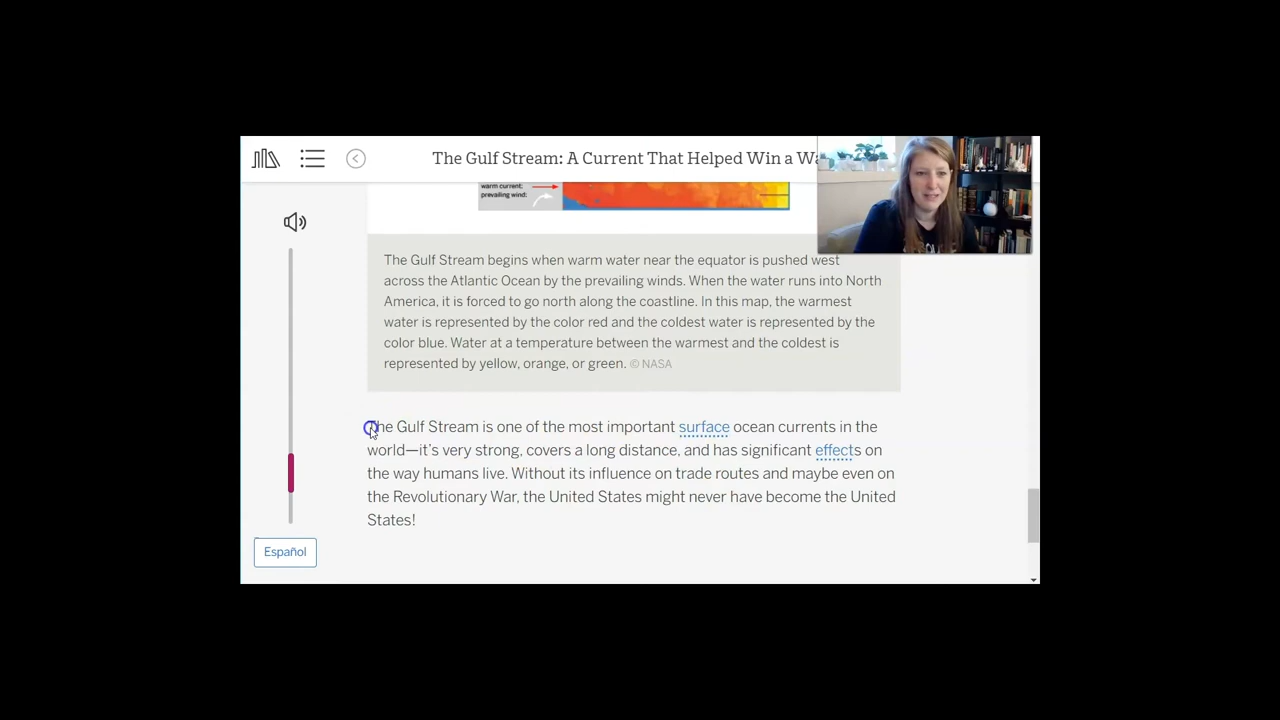 The Gulf Stream: A Current That Helped Win a Wa
warm current:
prevailing wind:
The Gulf Stream begins when warm water near the equator is pushed west
across the Atlantic Ocean by the prevailing winds. When the water runs into North
America, it is forced to go north along the coastline. In this map, the warmest
water is represented by the color red and the coldest water is represented by the
color blue. Water at a temperature between the warmest and the coldest is
represented by yellow, orange, or green. © NASA
The Gulf Stream is one of the most important surface ocean currents in the
world—it's very strong, covers a long distance, and has significant effects on
the way humans live. Without its influence on trade routes and maybe even on
the Revolutionary War, the United States might never have become the United
States!
Español